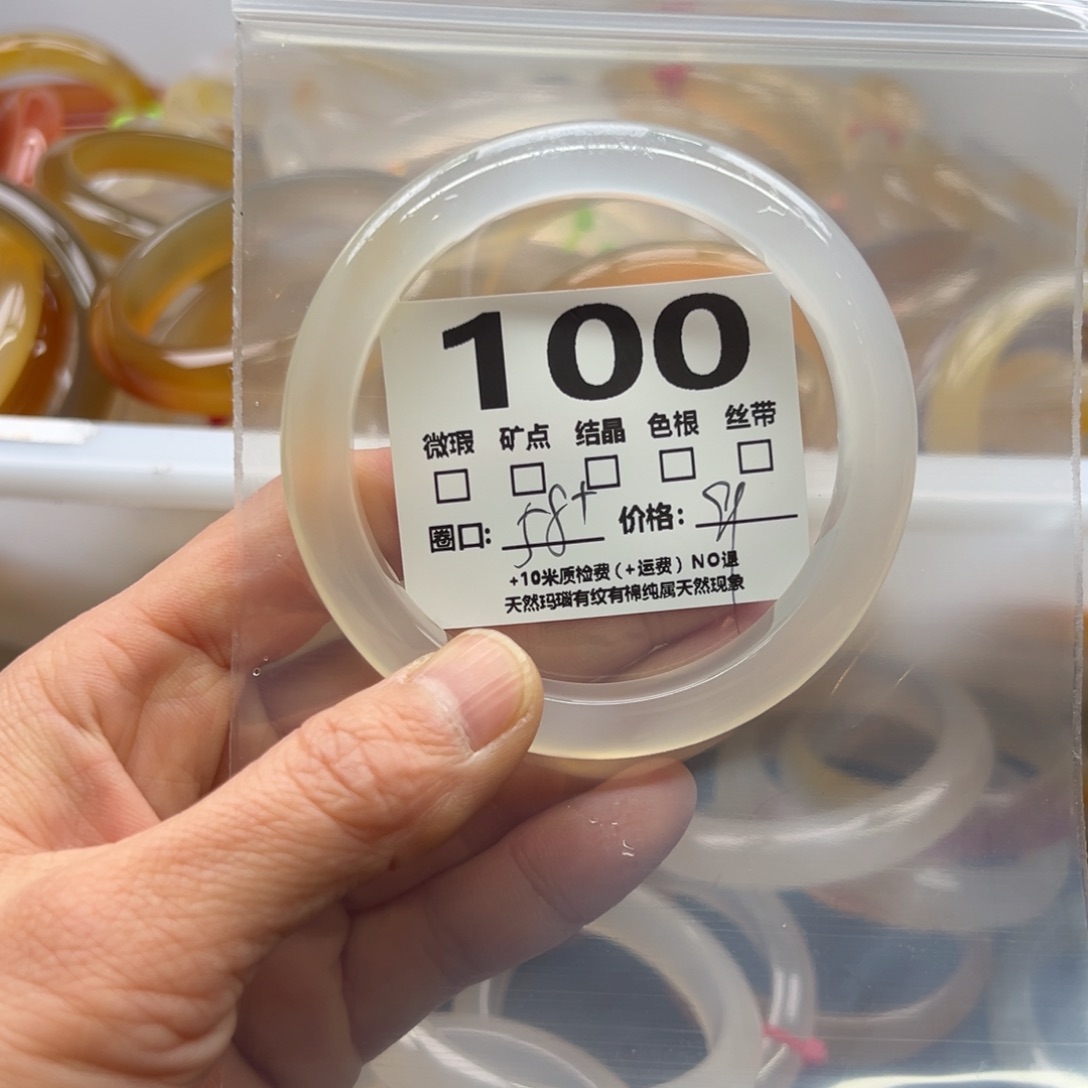 100
微瑕 矿点 结晶 色根 丝带
圈口: 58+ 价格:
+10米质检费(+运费)NO退
天然玛瑙有纹有棉纯属天然现象